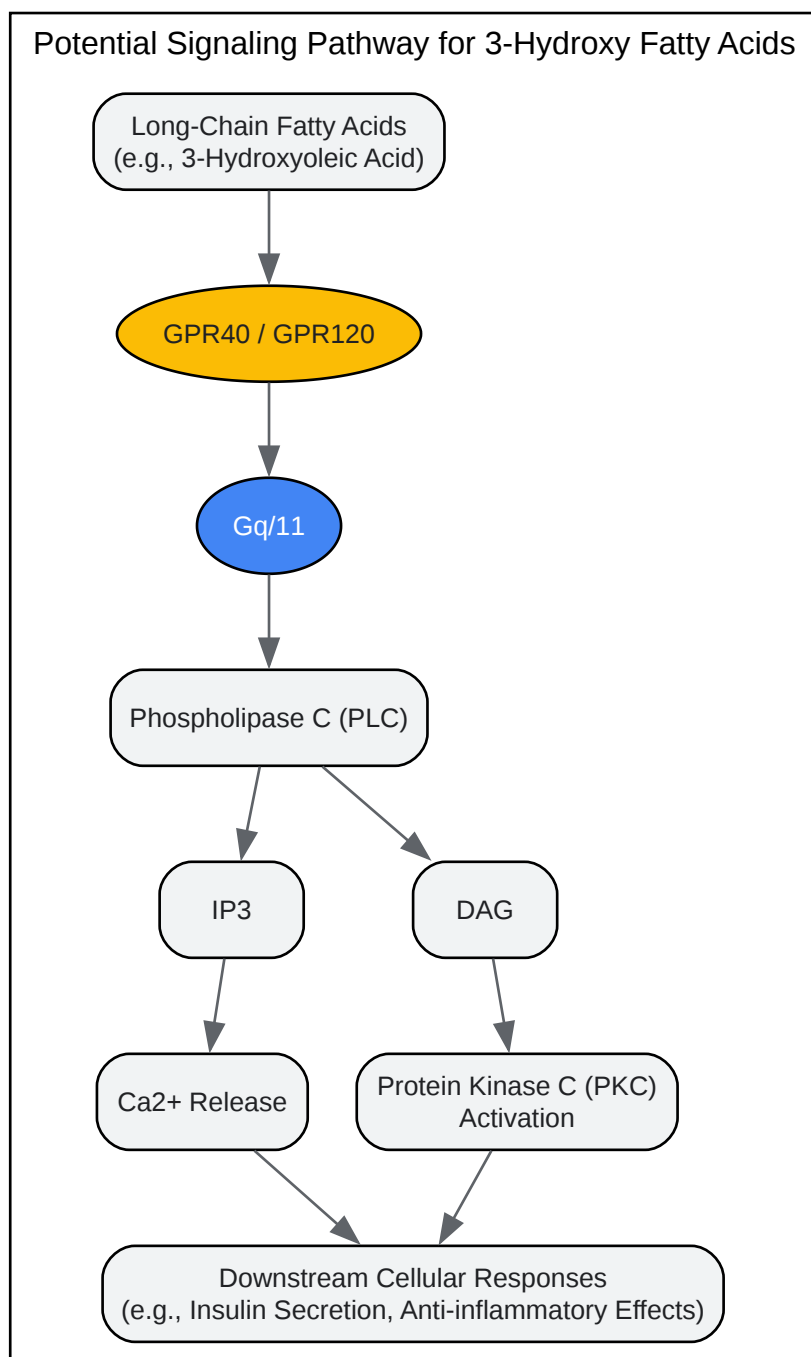 Potential Signaling Pathway for 3-Hydroxy Fatty Acids
Long-Chain Fatty Acids
(e.g., 3-Hydroxyoleic Acid)
GPR40 / GPR120
Gq/11
Phospholipase C (PLC)
IP3
DAG
Ca2+ Release
Protein Kinase C (PKC)
Activation
Downstream Cellular Responses
(e.g., Insulin Secretion, Anti-inflammatory Effects)